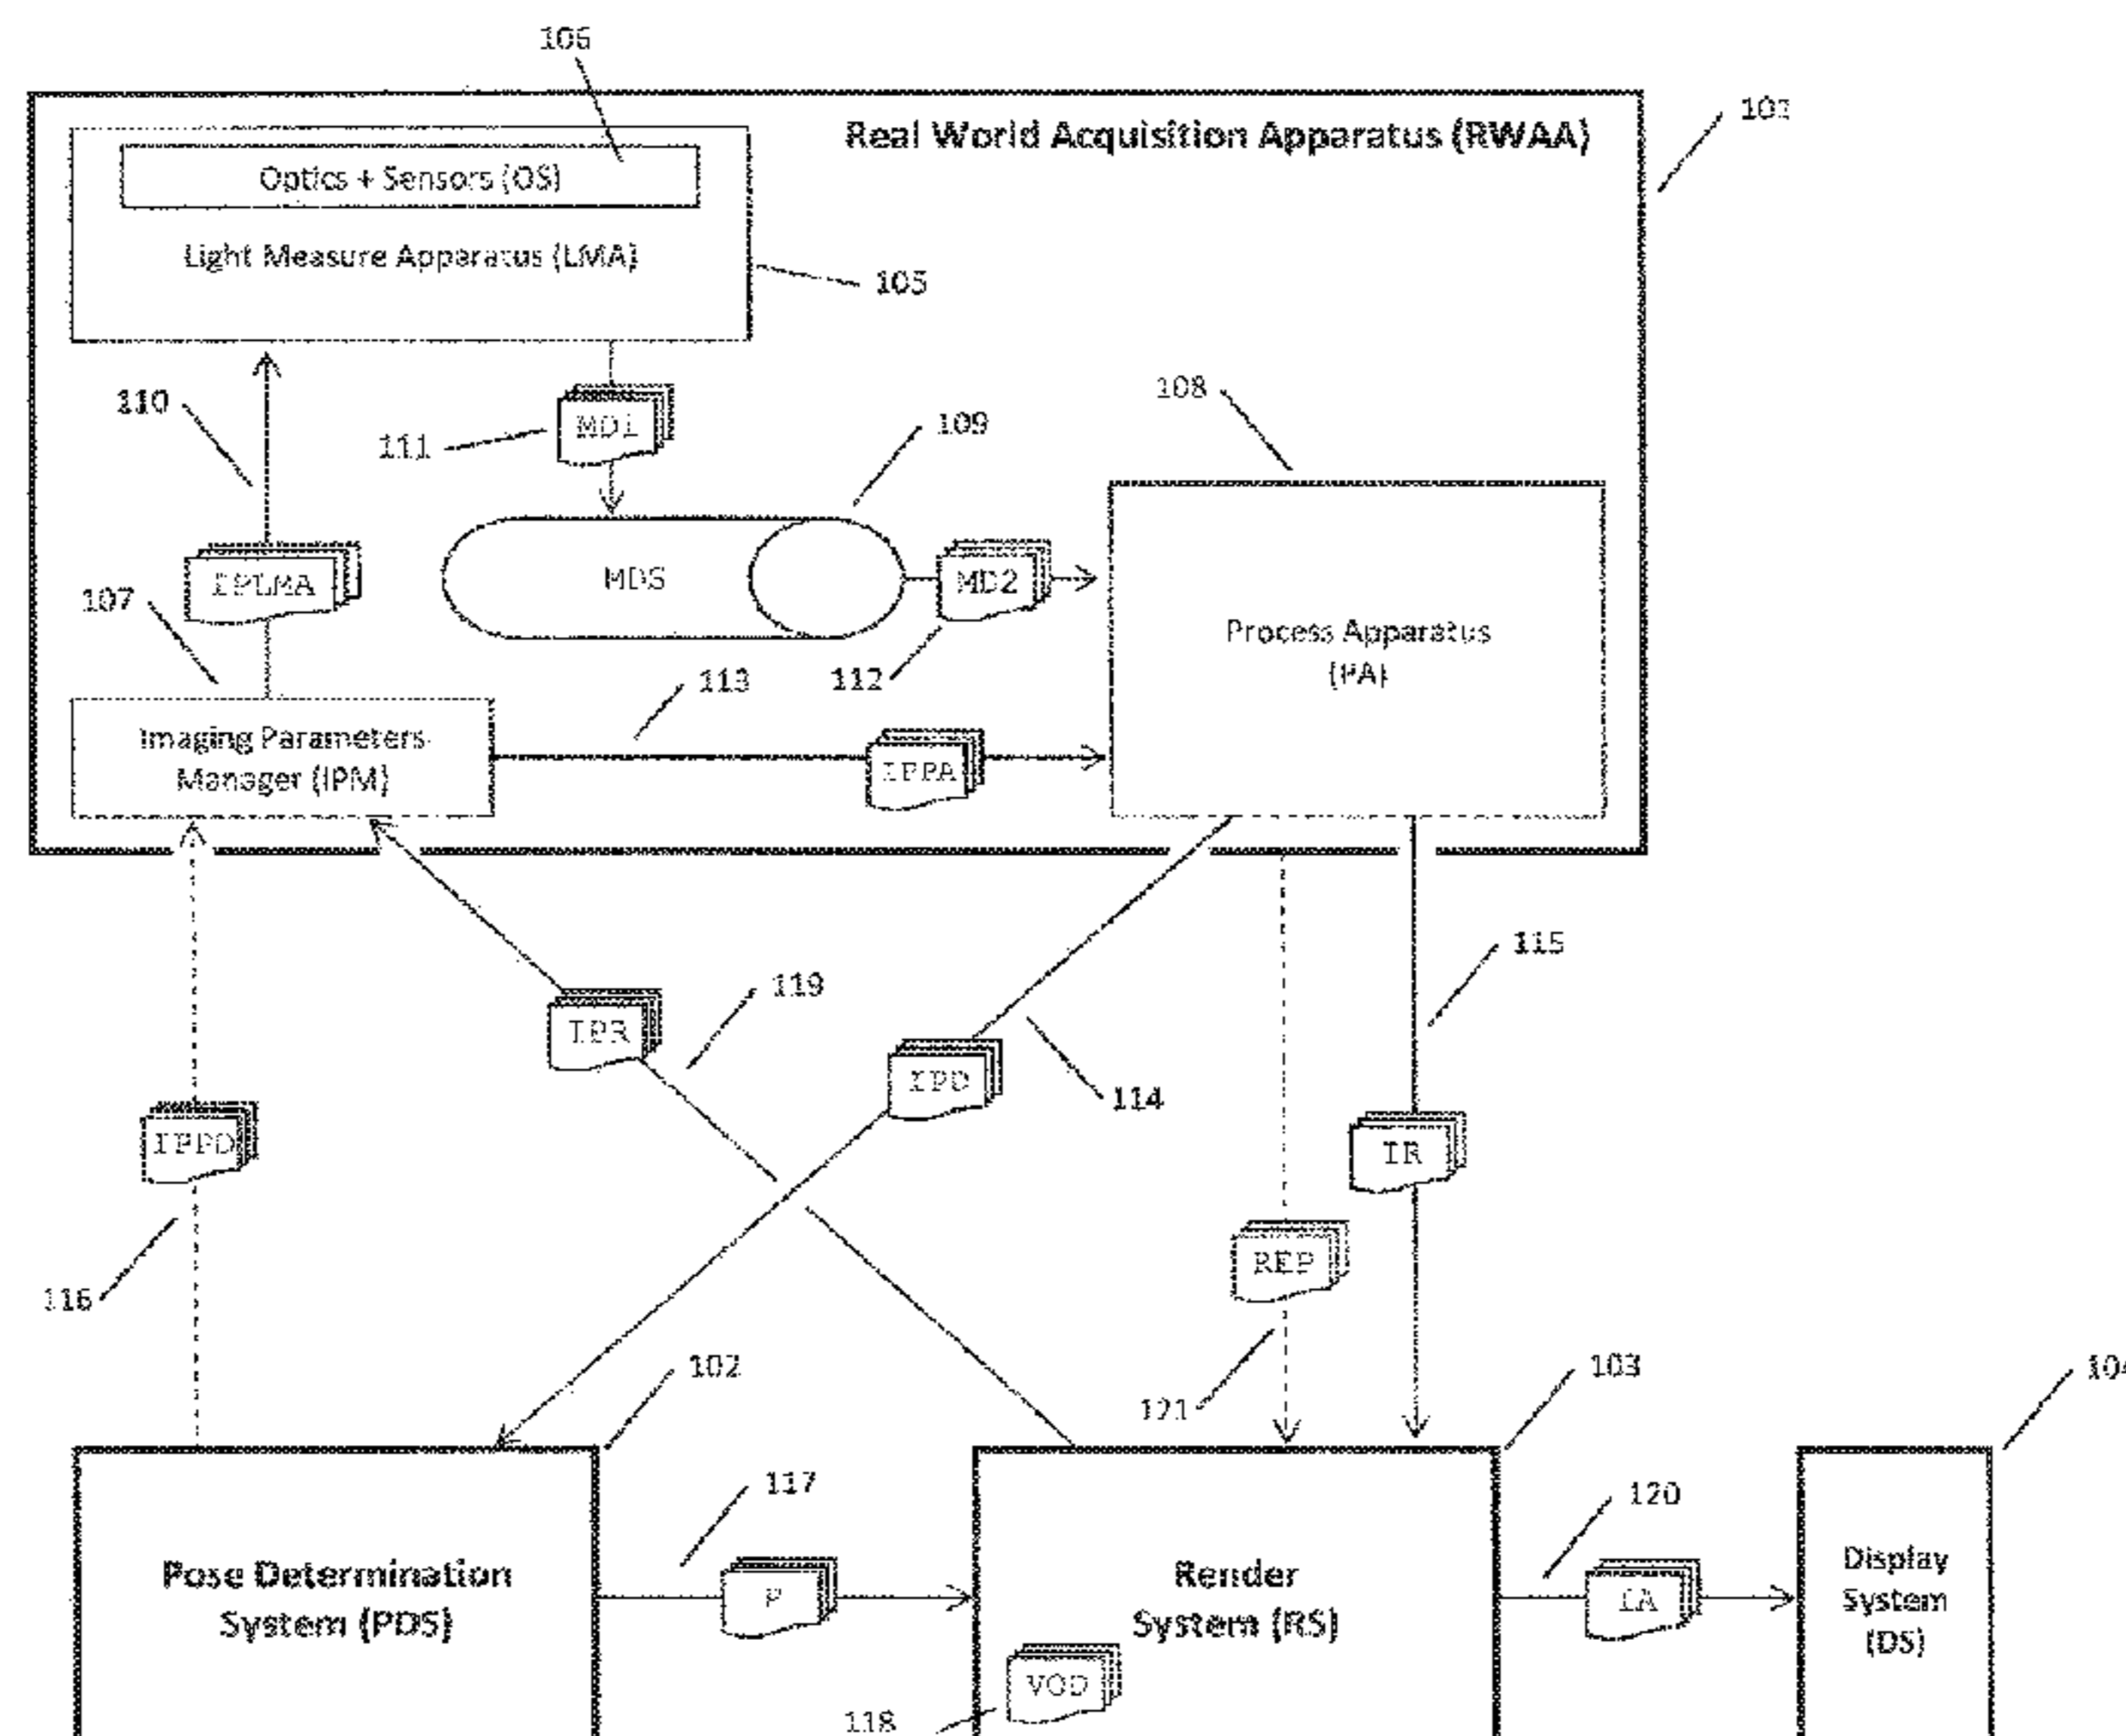 106
Real World Acquisition Apparatus (RWAA)
101
Optics + Sensors (OS)
Light Measure Apparatus (LMA)
105
110
111
MD1
109
108
IPLMA
107
MDS
MD2
Process Apparatus
(PA)
113
112
Imaging Parameters
Manager (IPM)
IPPA
119
115
IPR
IPD
114
IPPD
IR
REP
116
102
121
103
117
120
Pose Determination
System (PDS)
P
Render
System (RS)
IA
Display
System
(DS)
VOD
118